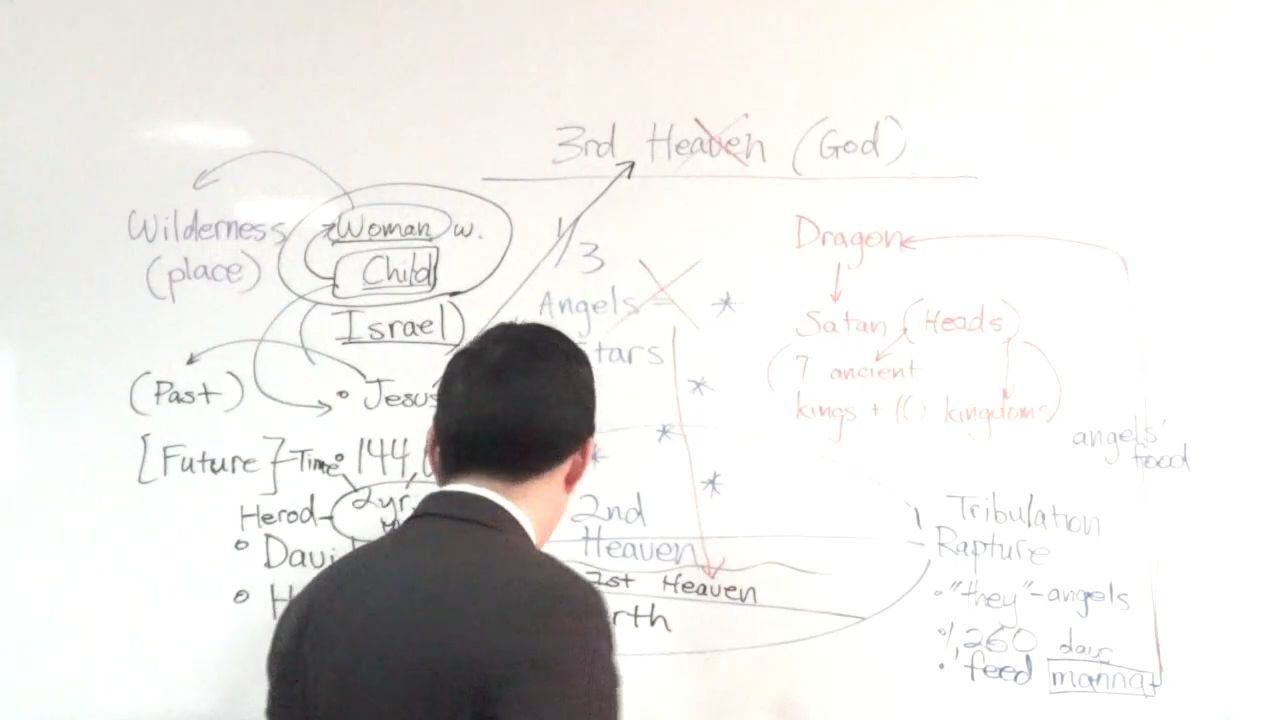 3rd Heaven (God)
Wilderness
(place)
Woman w.
Child
(Israel)
(Past)
• Jesus
[Future] Time
144,
Herod
2yr
• Davi
• H
1/3
Angels =
tars
2nd
Heaven
1st Heaven
rth
Dragon
Satan (Heads)
7 ancient
kings + (( ) kingdoms)
angels'
food
Tribulation
Rapture
• "they"-angels
• 1,260 days
• feed manna